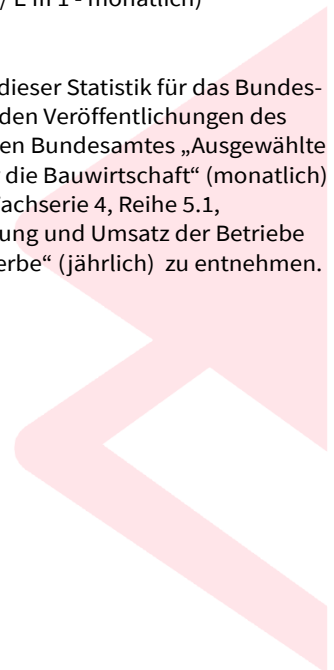 / E III 1 - monatlich)
dieser Statistik für das Bundes-
den Veröffentlichungen des
en Bundesamtes „Ausgewählte
die Bauwirtschaft“ (monatlich)
achserie 4, Reihe 5.1,
ung und Umsatz der Betriebe
erbe“ (jährlich) zu entnehmen.